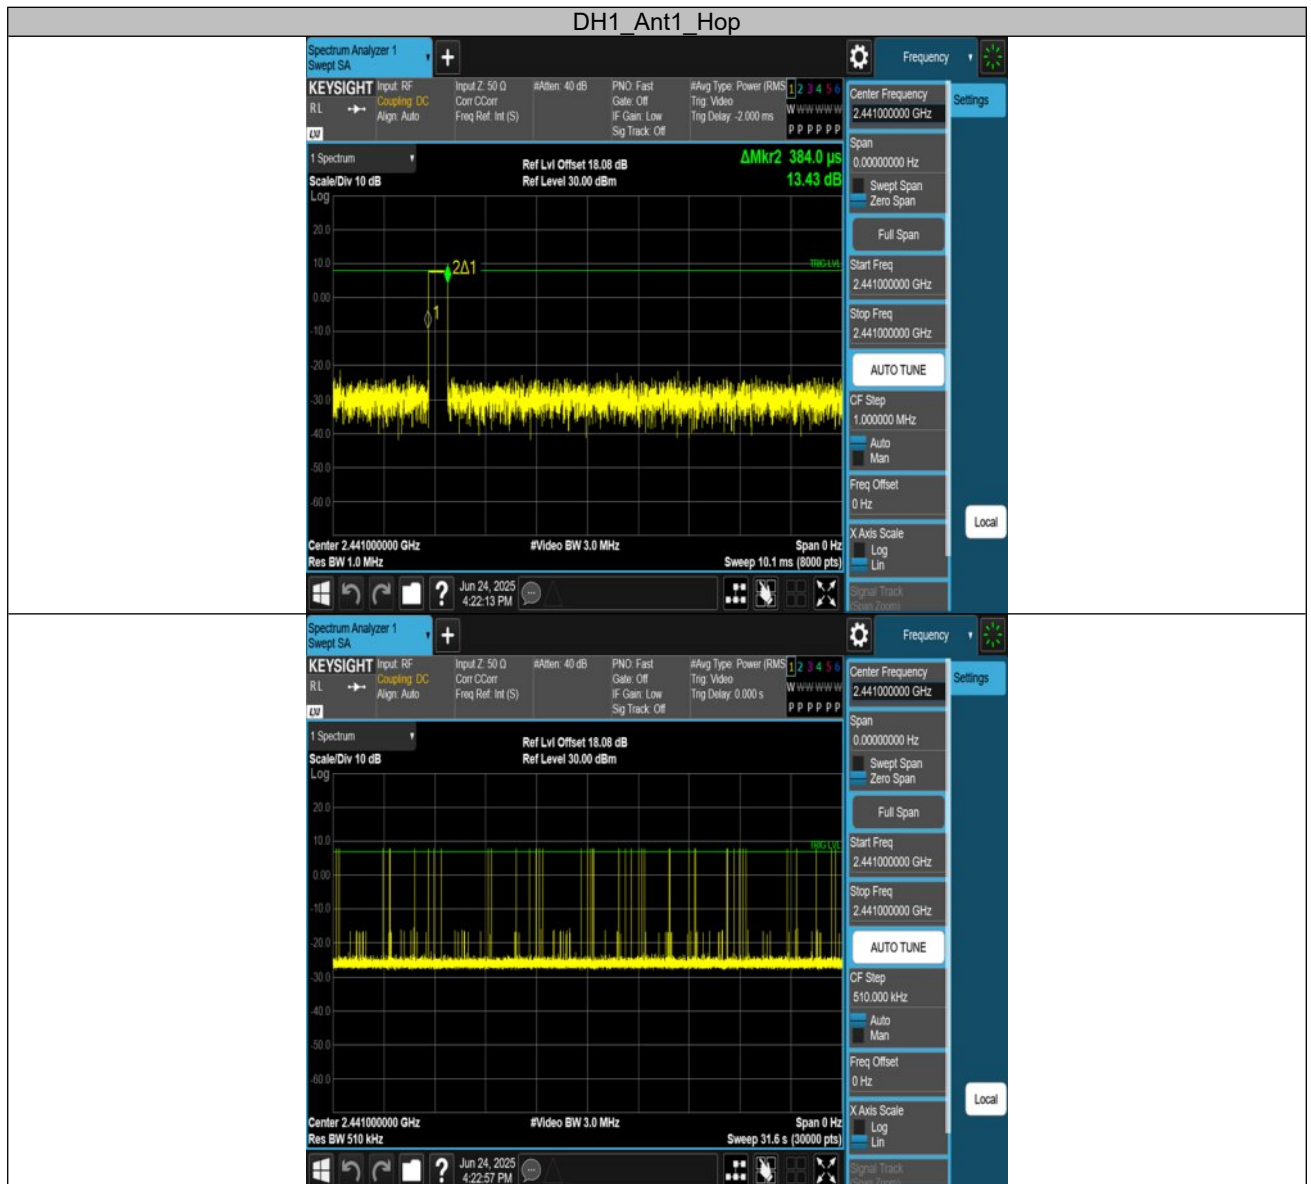 DH1_Ant1_Hop
Spectrum Analyzer 1
Swept SA
+
Frequency
KEYSIGHT Input: RF Input Z: 50 Ω #Atten: 40 dB PNO: Fast #Avg Type: Power (RMS 1 2 3 4 5 6
RL Coupling: DC Corr CCorr Gate: Off Trig: Video W W W W W W
Align: Auto Freq Ref: Int (S) IF Gain: Low Trig Delay: -2.000 ms
LXI Sig Track: Off P P P P P P
Center Frequency
2.441000000 GHz
Settings
1 Spectrum
Ref Lvl Offset 18.08 dB
ΔMkr2 384.0 µs
Scale/Div 10 dB Ref Level 30.00 dBm 13.43 dB
Log
20.0
10.0
0.00
-10.0
-20.0
-30.0
-40.0
-50.0
-60.0
TRIG LVL
2Δ1
1
Span
0.00000000 Hz
Swept Span
Zero Span
Full Span
Start Freq
2.441000000 GHz
Stop Freq
2.441000000 GHz
AUTO TUNE
CF Step
1.000000 MHz
Auto
Man
Freq Offset
0 Hz
X Axis Scale
Log
Lin
Signal Track
(Span Zoom)
Local
Center 2.441000000 GHz #Video BW 3.0 MHz Span 0 Hz
Res BW 1.0 MHz Sweep 10.1 ms (8000 pts)
? Jun 24, 2025
4:22:13 PM
Spectrum Analyzer 1
Swept SA
+
Frequency
KEYSIGHT Input: RF Input Z: 50 Ω #Atten: 40 dB PNO: Fast #Avg Type: Power (RMS 1 2 3 4 5 6
RL Coupling: DC Corr CCorr Gate: Off Trig: Video W W W W W W
Align: Auto Freq Ref: Int (S) IF Gain: Low Trig Delay: 0.000 s
LXI Sig Track: Off P P P P P P
Center Frequency
2.441000000 GHz
Settings
1 Spectrum
Ref Lvl Offset 18.08 dB
Scale/Div 10 dB Ref Level 30.00 dBm
Log
20.0
10.0
0.00
-10.0
-20.0
-30.0
-40.0
-50.0
-60.0
TRIG LVL
Span
0.00000000 Hz
Swept Span
Zero Span
Full Span
Start Freq
2.441000000 GHz
Stop Freq
2.441000000 GHz
AUTO TUNE
CF Step
510.000 kHz
Auto
Man
Freq Offset
0 Hz
X Axis Scale
Log
Lin
Signal Track
(Span Zoom)
Local
Center 2.441000000 GHz #Video BW 3.0 MHz Span 0 Hz
Res BW 510 kHz Sweep 31.6 s (30000 pts)
? Jun 24, 2025
4:22:57 PM